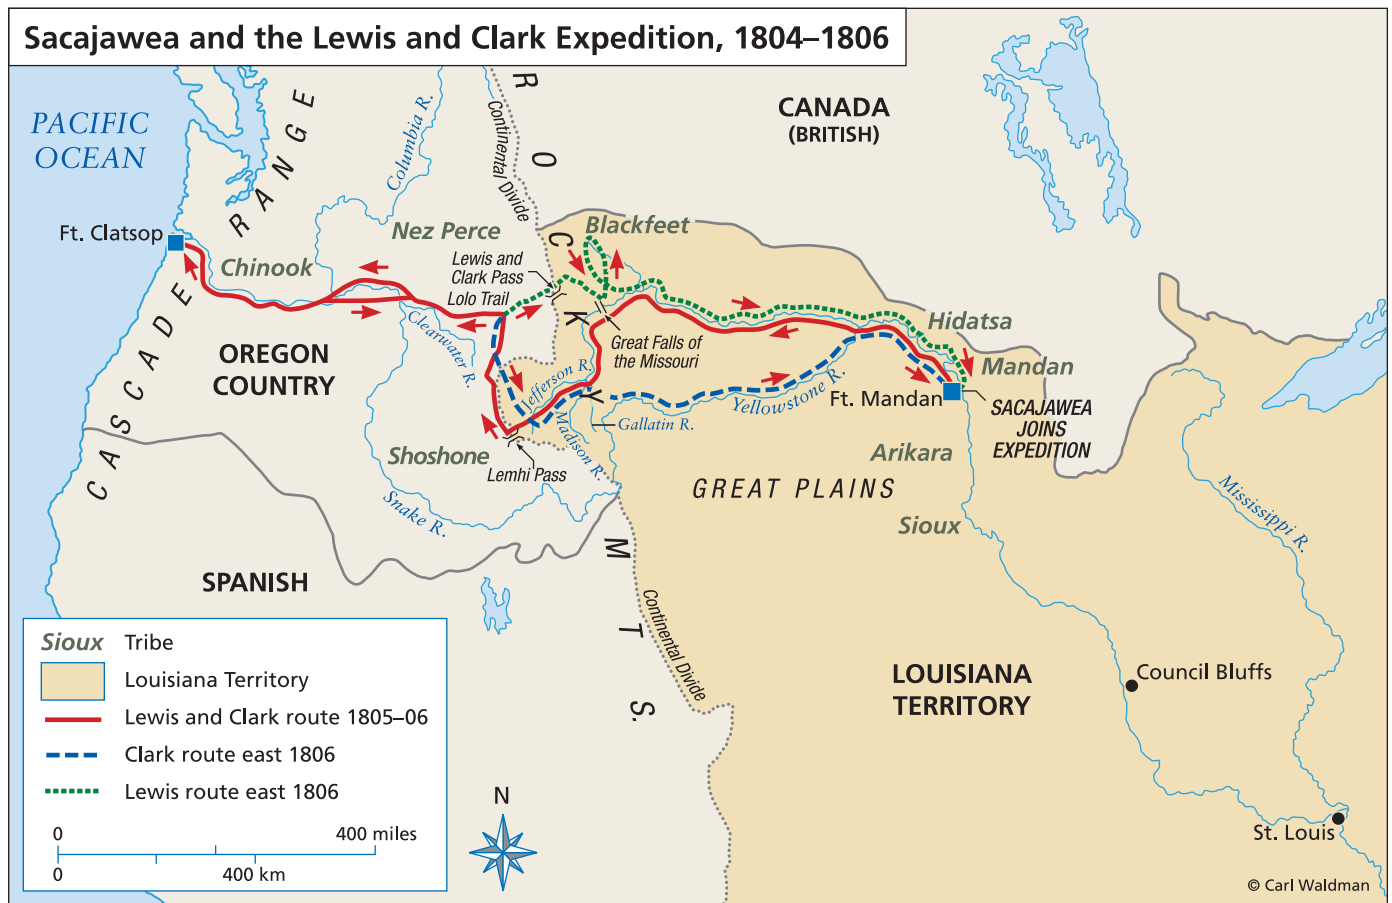 Sacajawea and the Lewis and Clark Expedition, 1804–1806
PACIFIC
OCEAN
CASCADE RANGE
ROCKY MTS.
Continental Divide
Columbia R.
CANADA
(BRITISH)
Ft. Clatsop
Chinook
Nez Perce
Blackfeet
Lewis and
Clark Pass
Lolo Trail
Clearwater R.
Great Falls of
the Missouri
Hidatsa
Mandan
OREGON
COUNTRY
Jefferson R.
Yellowstone R.
Ft. Mandan
SACAJAWEA
JOINS
EXPEDITION
Gallatin R.
Madison R.
Shoshone
Lemhi Pass
Arikara
GREAT PLAINS
Snake R.
Sioux
Mississippi R.
SPANISH
Continental Divide
LOUISIANA
TERRITORY
Council Bluffs
St. Louis
Sioux Tribe
Louisiana Territory
Lewis and Clark route 1805–06
Clark route east 1806
Lewis route east 1806
0 400 miles
0 400 km
N
© Carl Waldman